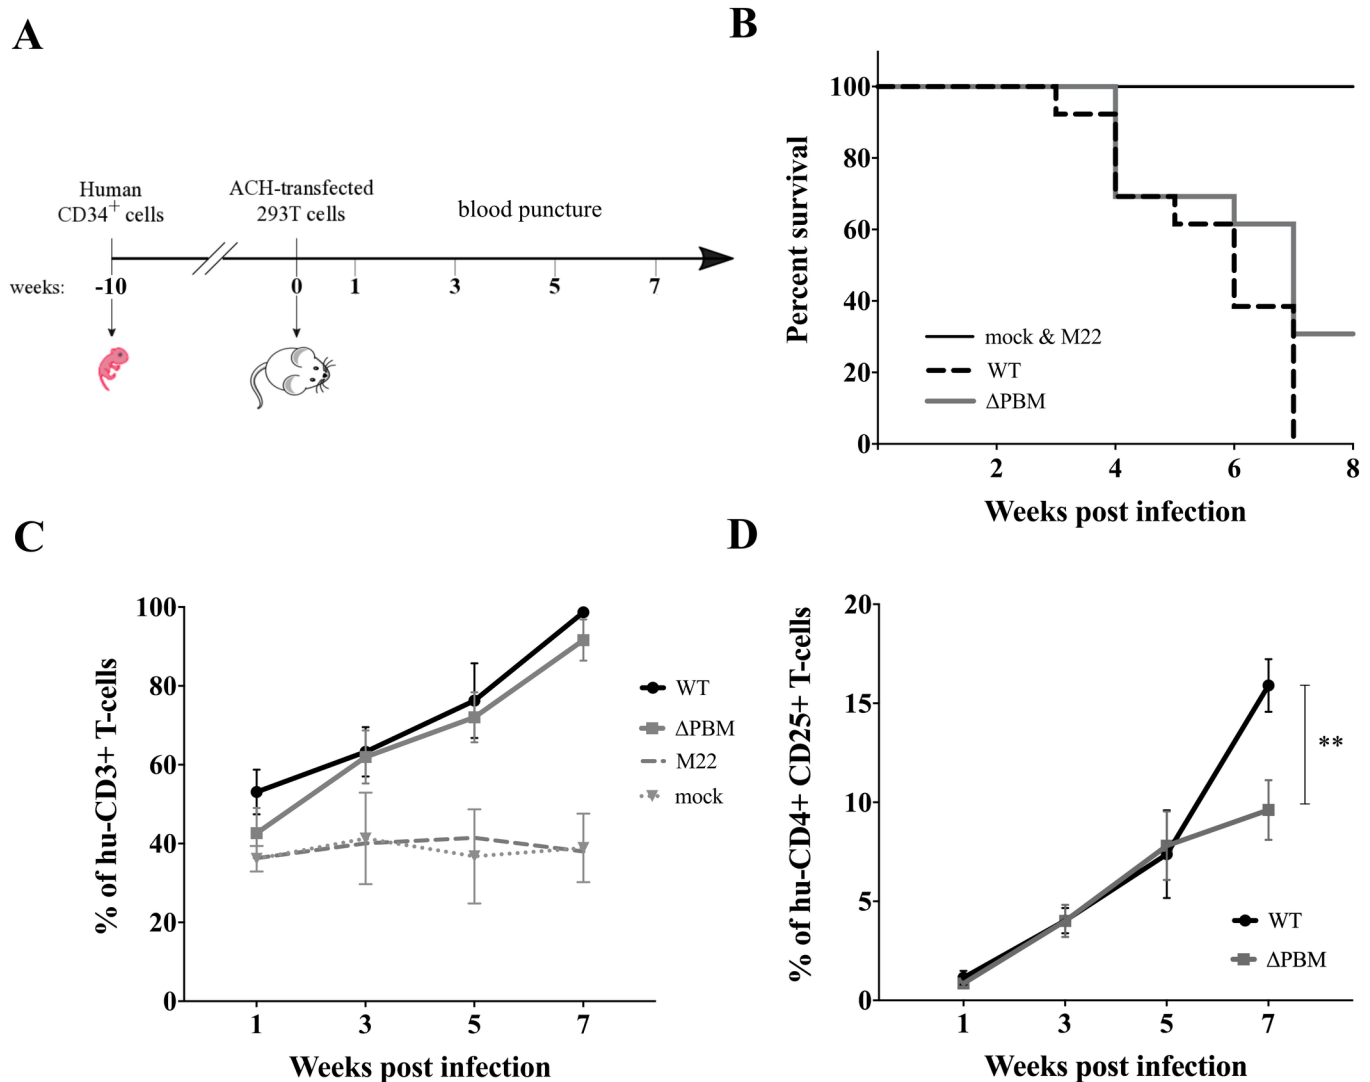 A
Human
CD34+ cells
ACH-transfected
293T cells
blood puncture
weeks:
-10
0
1
3
5
7
B
Percent survival
100
80
60
40
20
0
mock & M22
WT
ΔPBM
2
4
6
8
Weeks post infection
C
% of hu-CD3+ T-cells
100
80
60
40
20
0
WT
ΔPBM
M22
mock
1
3
5
7
Weeks post infection
D
% of hu-CD4+ CD25+ T-cells
20
15
10
5
0
**
WT
ΔPBM
1
3
5
7
Weeks post infection